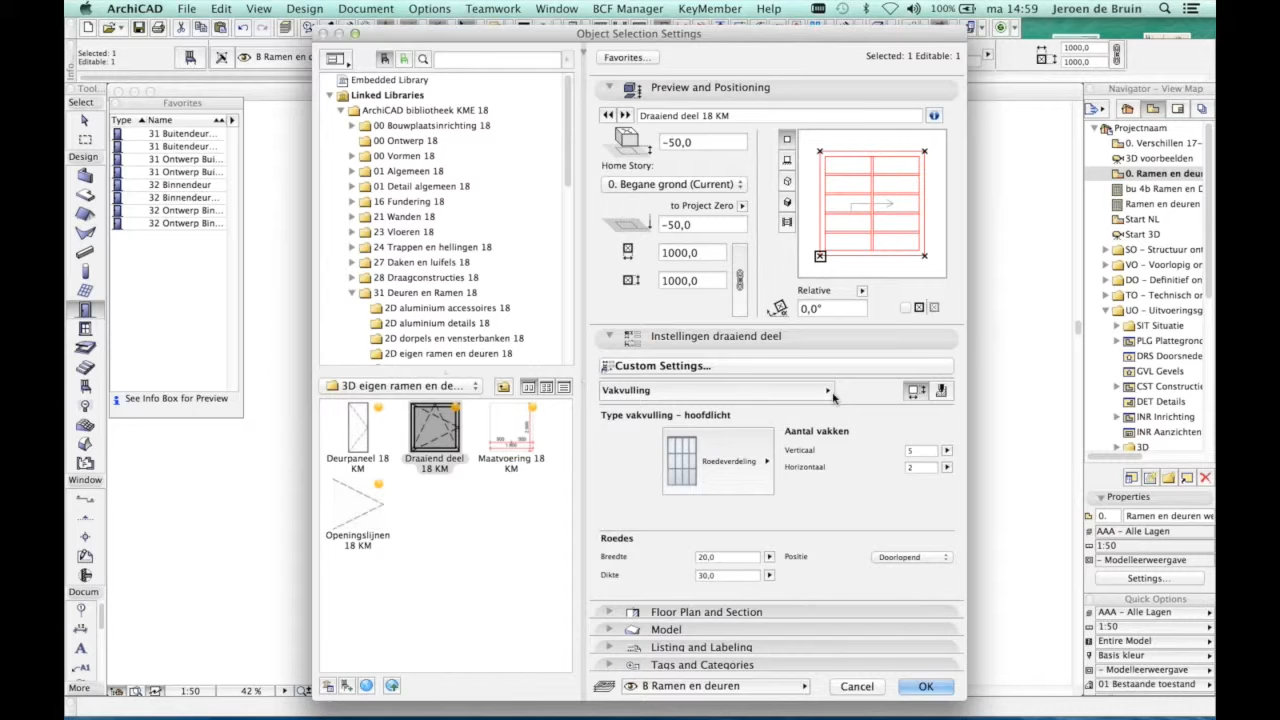 ArchiCAD File Edit View Design Document Options Teamwork Window BCF Manager KeyMember Help 100% ma 14:59 Jeroen de Bruin
Object Selection Settings
Selected: 1
Editable: 1
B Ramen en
1000,0
1000,0
Select
Design
Window
Docum
More
Favorites
Type Name
31 Buitendeur...
31 Buitendeur...
31 Ontwerp Bui...
31 Ontwerp Bui...
32 Binnendeur
32 Binnendeur...
32 Ontwerp Bin...
32 Ontwerp Bin...
See Info Box for Preview
1:50 42 %
Embedded Library
Linked Libraries
ArchiCAD bibliotheek KME 18
00 Bouwplaatsinrichting 18
00 Ontwerp 18
00 Vormen 18
01 Algemeen 18
01 Detail algemeen 18
16 Fundering 18
21 Wanden 18
23 Vloeren 18
24 Trappen en hellingen 18
27 Daken en luifels 18
28 Draagconstructies 18
31 Deuren en Ramen 18
2D aluminium accessoires 18
2D aluminium details 18
2D dorpels en vensterbanken 18
2D eigen ramen en deuren 18
3D eigen ramen en de...
Deurpaneel 18 KM
Draaiend deel 18 KM
Maatvoering 18 KM
Openingslijnen 18 KM
Favorites...
Selected: 1 Editable: 1
Preview and Positioning
Draaiend deel 18 KM
-50,0
Home Story:
0. Begane grond (Current)
to Project Zero
-50,0
1000,0
1000,0
Relative
0,0°
Instellingen draaiend deel
Custom Settings...
Vakvulling
Type vakvulling - hoofdlicht
Roedeverdeling
Aantal vakken
Verticaal 5
Horizontaal 2
Roedes
Breedte 20,0 Positie Doorlopend
Dikte 30,0
Floor Plan and Section
Model
Listing and Labeling
Tags and Categories
B Ramen en deuren Cancel OK
Navigator - View Map
Projectnaam
0. Verschillen 17-
3D voorbeelden
0. Ramen en deur
bu 4b Ramen en D
Ramen en deuren
Start NL
Start 3D
SO - Structuur ont
VO - Voorlopig on
DO - Definitief on
TO - Technisch on
UO - Uitvoerings
SIT Situatie
PLG Plattegrond
DRS Doorsnede
GVL Gevels
CST Constructi
DET Details
INR Inrichting
INR Aanzichten
3D
Properties
0. Ramen en deuren we
AAA - Alle Lagen
1:50
- Modelleerweergave
Settings...
Quick Options
AAA - Alle Lagen
1:50
Entire Model
Basis kleur
- Modelleerweergave
01 Bestaande toestand